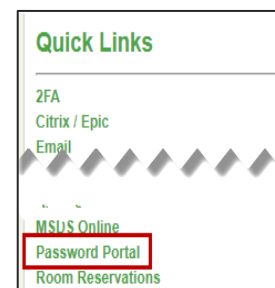 Quick Links
2FA
Citrix / Epic
Email
MSDS Online
Password Portal
Room Reservations